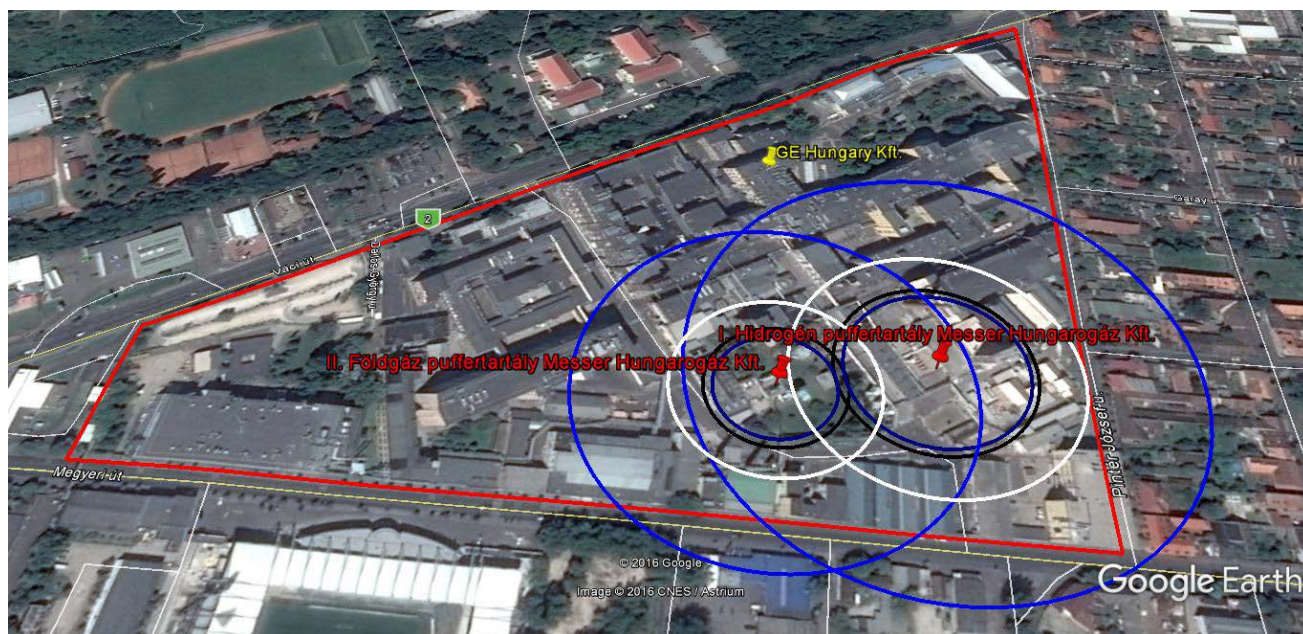 GE Hungary Kft.
Garay u.
2
Váci út
I. Hidrogén puffertartály Messer Hungarogáz Kft.
II. Földgáz puffertartály Messer Hungarogáz Kft.
Pintér József u.
Megyeri út
© 2016 Google
Image © 2016 CNES / Astrium
Google Earth